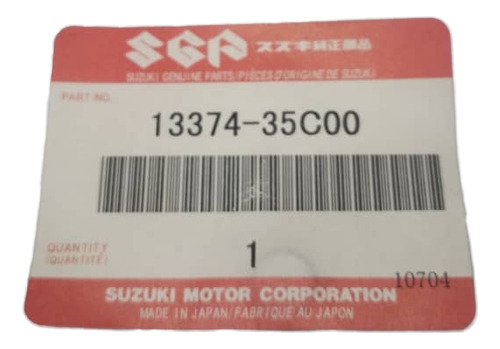 SGP スズキ純正部品
SUZUKI GENUINE PARTS/PIÈCES D'ORIGINE DE SUZUKI
PART NO.
13374-35C00
QUANTITY
(QUANTITÉ)
1
10704
SUZUKI MOTOR CORPORATION
MADE IN JAPAN/FABRIQUÉ AU JAPON